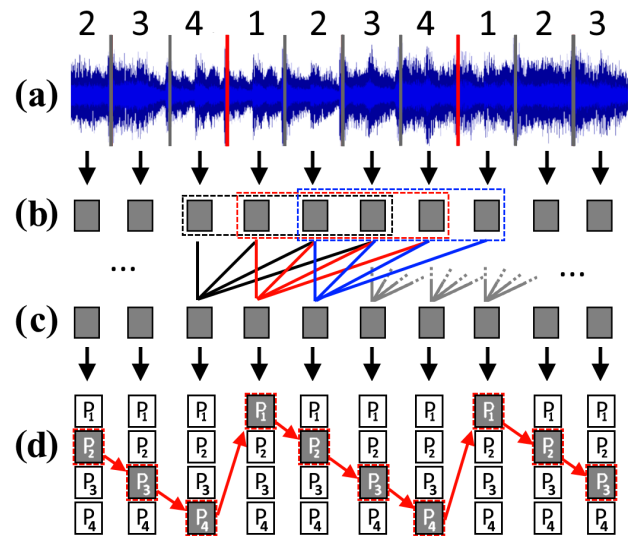 2 3 4 1 2 3 4 1 2 3
(a)
(b)
... ...
(c)
P1 P1 P1 P1 P1 P1 P1 P1 P1 P1
(d)
P2 P2 P2 P2 P2 P2 P2 P2 P2 P2
P3 P3 P3 P3 P3 P3 P3 P3 P3 P3
P4 P4 P4 P4 P4 P4 P4 P4 P4 P4